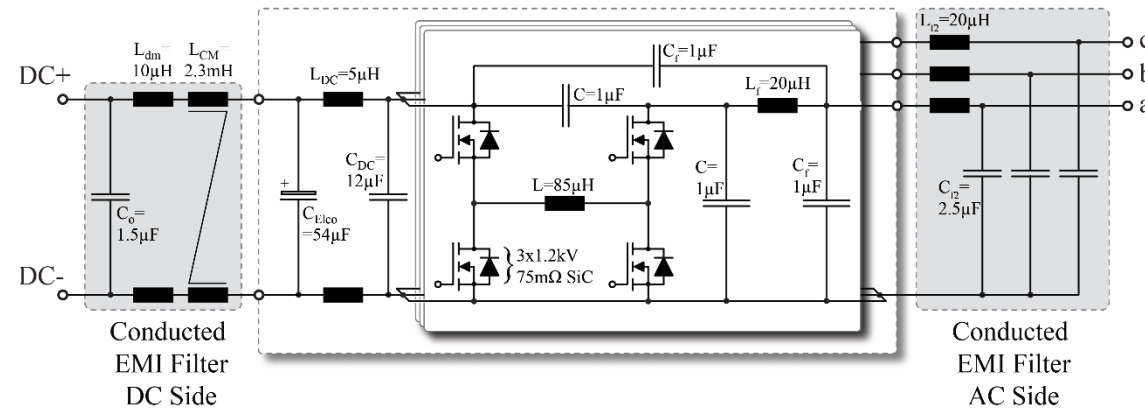 DC+
DC-
L_dm=
10µH
L_CM=
2.3mH
C_o=
1.5µF
Conducted
EMI Filter
DC Side
L_DC=5µH
+
C_Elco
=54µF
C_DC=
12µF
C_f=1µF
C=1µF
L_f=20µH
L=85µH
3x1.2kV
75mΩ SiC
C=
1µF
C_f=
1µF
L_f2=20µH
C_f2=
2.5µF
c
b
a
Conducted
EMI Filter
AC Side